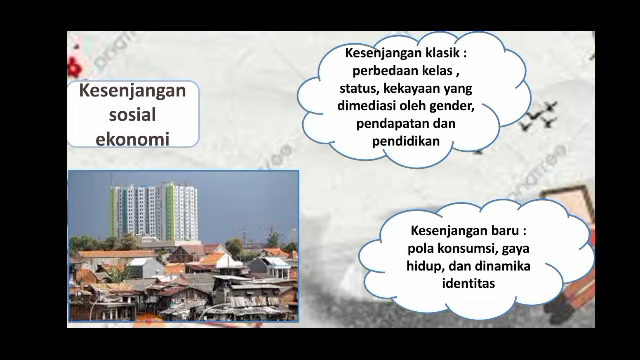 Kesenjangan
sosial
ekonomi
Kesenjangan klasik :
perbedaan kelas ,
status, kekayaan yang
dimediasi oleh gender,
pendapatan dan
pendidikan
Kesenjangan baru :
pola konsumsi, gaya
hidup, dan dinamika
identitas